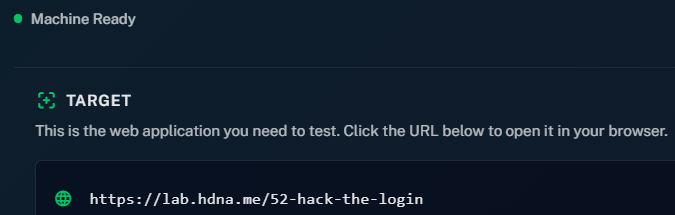 Machine Ready
TARGET
This is the web application you need to test. Click the URL below to open it in your browser.
https://lab.hdna.me/52-hack-the-login